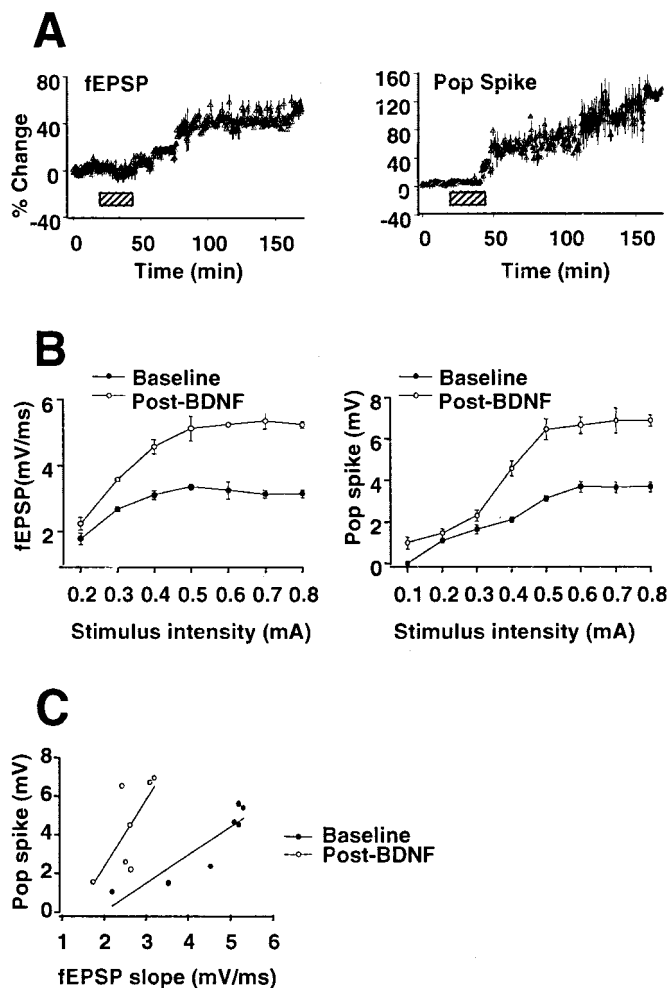 A
fEPSP
80
40
0
-40
% Change
0 50 100 150
Time (min)
Pop Spike
160
120
80
40
0
-40
0 50 100 150
Time (min)
B
Baseline
Post-BDNF
6
4
2
fEPSP(mV/ms)
0.2 0.3 0.4 0.5 0.6 0.7 0.8
Stimulus intensity (mA)
Baseline
Post-BDNF
8
6
4
2
0
Pop spike (mV)
0.1 0.2 0.3 0.4 0.5 0.6 0.7 0.8
Stimulus intensity (mA)
C
8
6
4
2
0
Pop spike (mV)
1 2 3 4 5 6
fEPSP slope (mV/ms)
Baseline
Post-BDNF